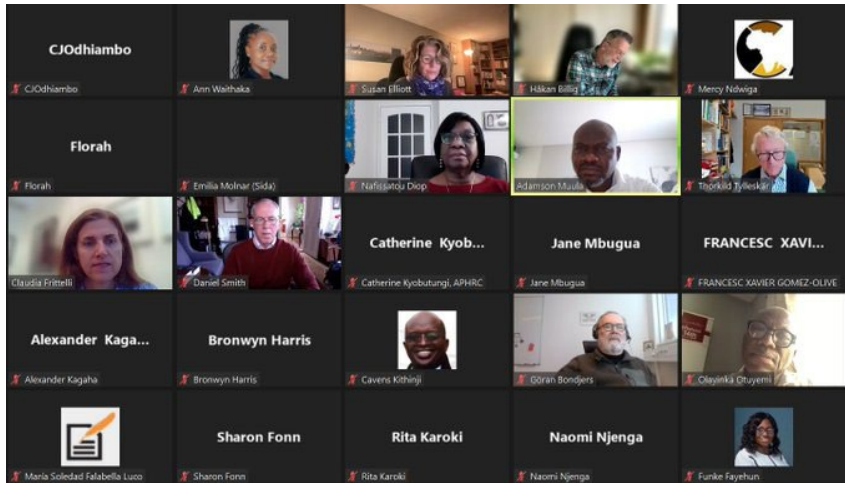 CJOdhiambo
CJOdhiambo
Ann Waithaka
Susan Elliott
Håkan Billig
Mercy Ndwiga
Florah
Florah
Emilia Molnar (Sida)
Nafissatou Diop
Adamson Muula
Thorkild Tylleskär
Claudia Frittelli
Daniel Smith
Catherine Kyob...
Catherine Kyobutungi, APHRC
Jane Mbugua
Jane Mbugua
FRANCESC XAVI...
FRANCESC XAVIER GOMEZ-OLIVE
Alexander Kaga...
Alexander Kagaha
Bronwyn Harris
Bronwyn Harris
Cavens Kithinji
Göran Bondjers
Olayinka Otuyemi
María Soledad Falabella Luco
Sharon Fonn
Sharon Fonn
Rita Karoki
Rita Karoki
Naomi Njenga
Naomi Njenga
Funke Fayehun